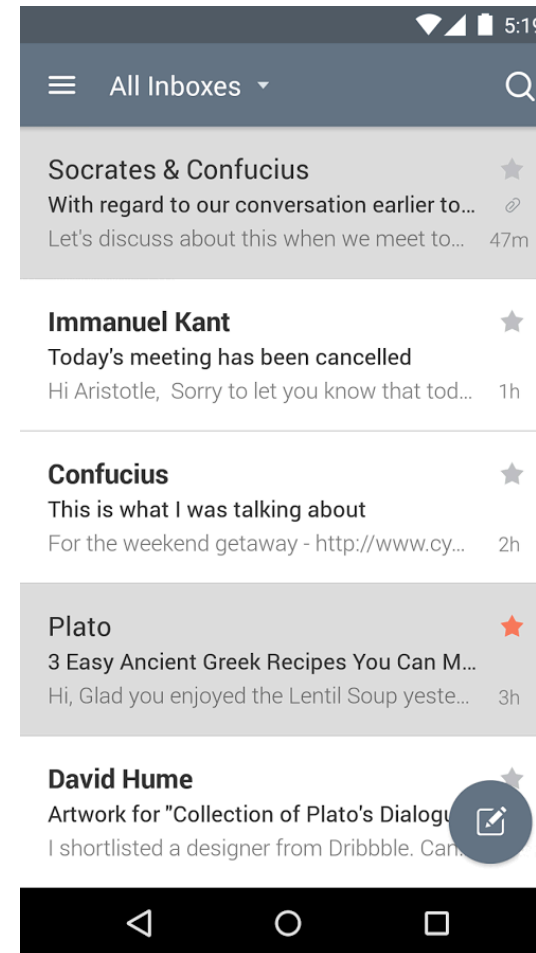 5:19
All Inboxes
Socrates & Confucius
With regard to our conversation earlier to...
Let's discuss about this when we meet to...
47m
Immanuel Kant
Today's meeting has been cancelled
Hi Aristotle,  Sorry to let you know that tod...
1h
Confucius
This is what I was talking about
For the weekend getaway - http://www.cy...
2h
Plato
3 Easy Ancient Greek Recipes You Can M...
Hi, Glad you enjoyed the Lentil Soup yeste...
3h
David Hume
Artwork for "Collection of Plato's Dialogu
I shortlisted a designer from Dribbble. Can...